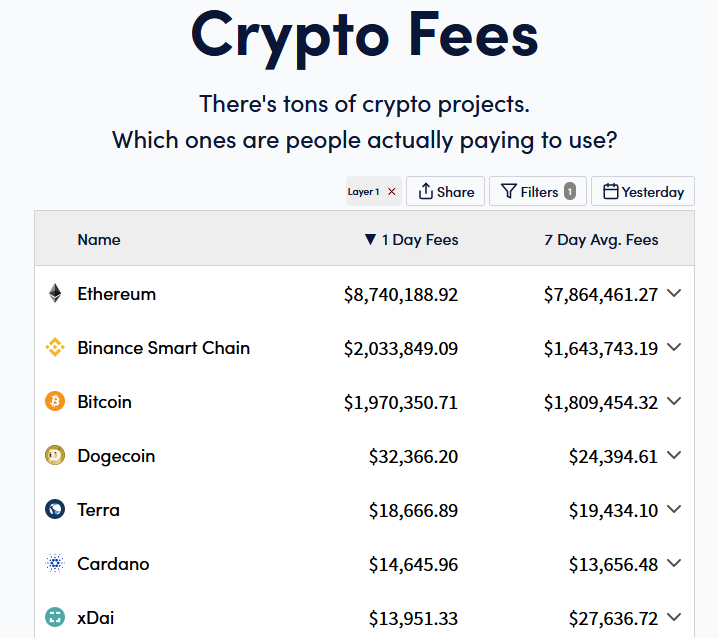 Crypto Fees
There's tons of crypto projects.
Which ones are people actually paying to use?
Layer 1 × Share Filters 1 Yesterday
Name ▼ 1 Day Fees 7 Day Avg. Fees
Ethereum $8,740,188.92 $7,864,461.27
Binance Smart Chain $2,033,849.09 $1,643,743.19
Bitcoin $1,970,350.71 $1,809,454.32
Dogecoin $32,366.20 $24,394.61
Terra $18,666.89 $19,434.10
Cardano $14,645.96 $13,656.48
xDai $13,951.33 $27,636.72